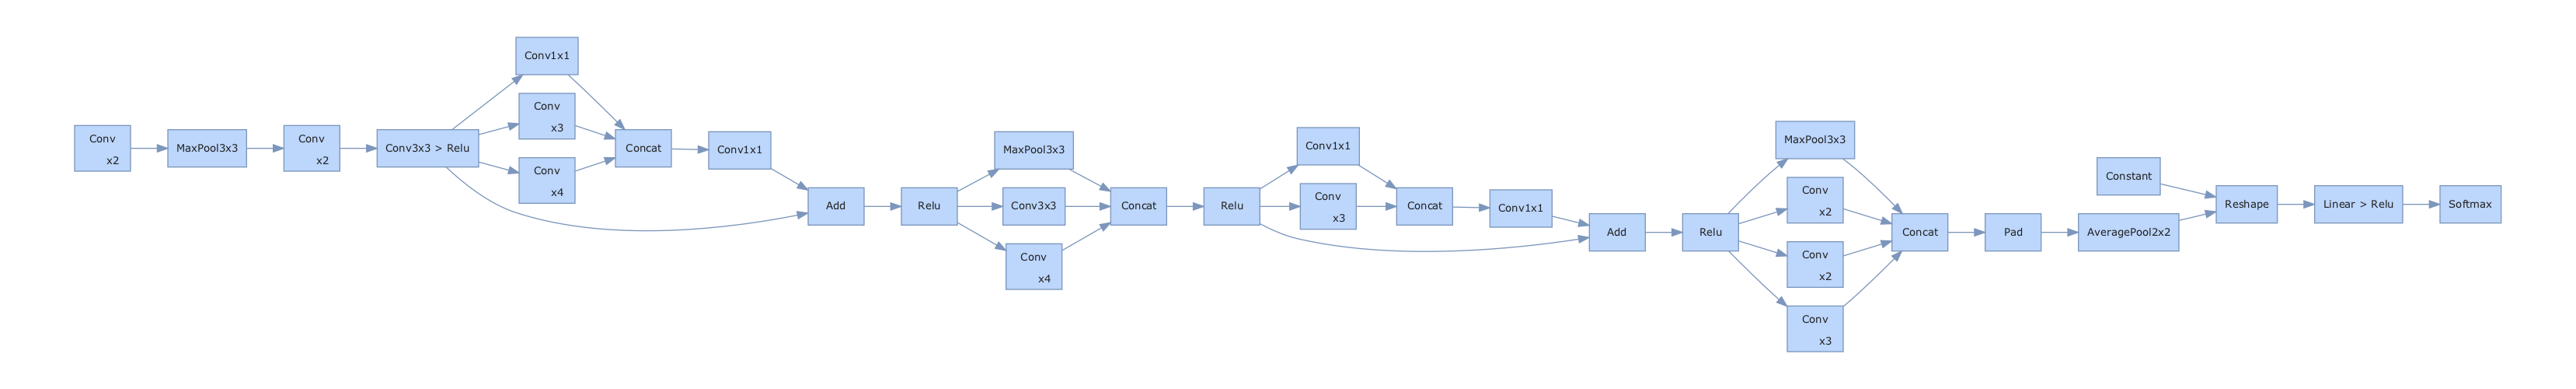 Conv
x2
MaxPool3x3
Conv
x2
Conv3x3 > Relu
Conv1x1
Conv
x3
Conv
x4
Concat
Conv1x1
Add
Relu
MaxPool3x3
Conv3x3
Conv
x4
Concat
Relu
Conv1x1
Conv
x3
Concat
Conv1x1
Add
Relu
MaxPool3x3
Conv
x2
Conv
x2
Conv
x3
Concat
Pad
Constant
AveragePool2x2
Reshape
Linear > Relu
Softmax